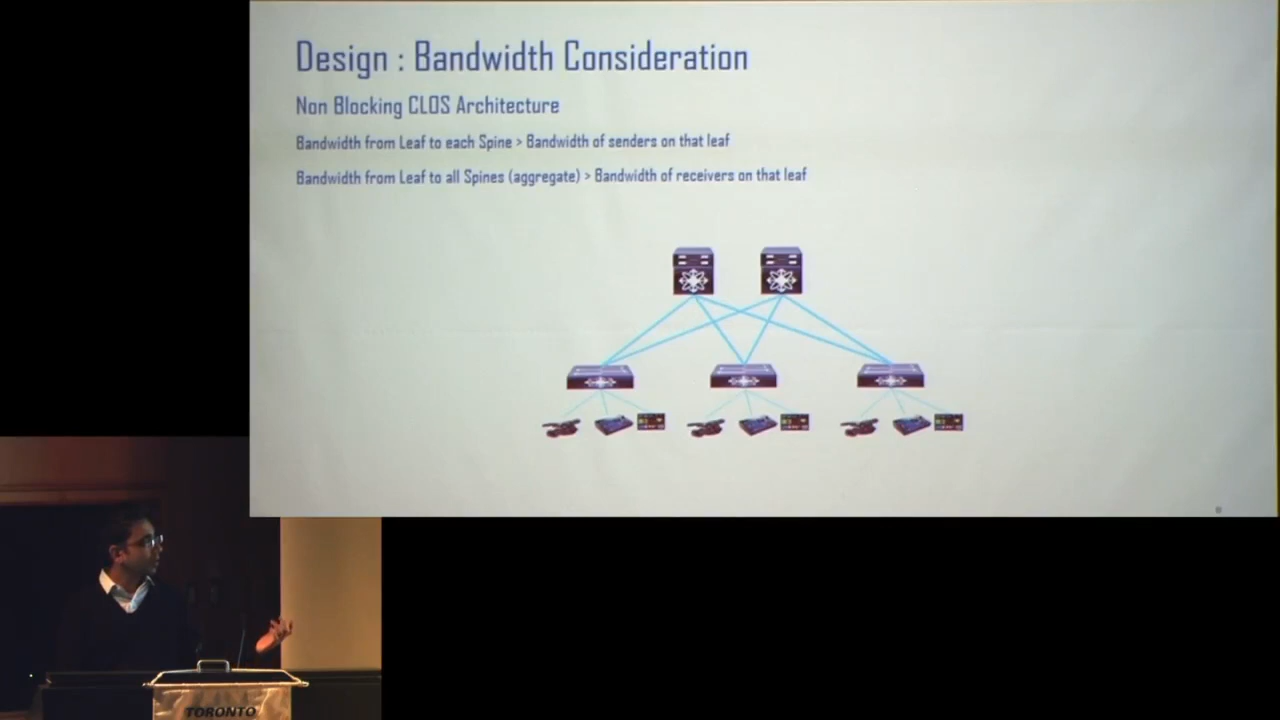 Design : Bandwidth Consideration
Non Blocking CLOS Architecture
Bandwidth from Leaf to each Spine > Bandwidth of senders on that leaf
Bandwidth from Leaf to all Spines (aggregate) > Bandwidth of receivers on that leaf
TORONTO